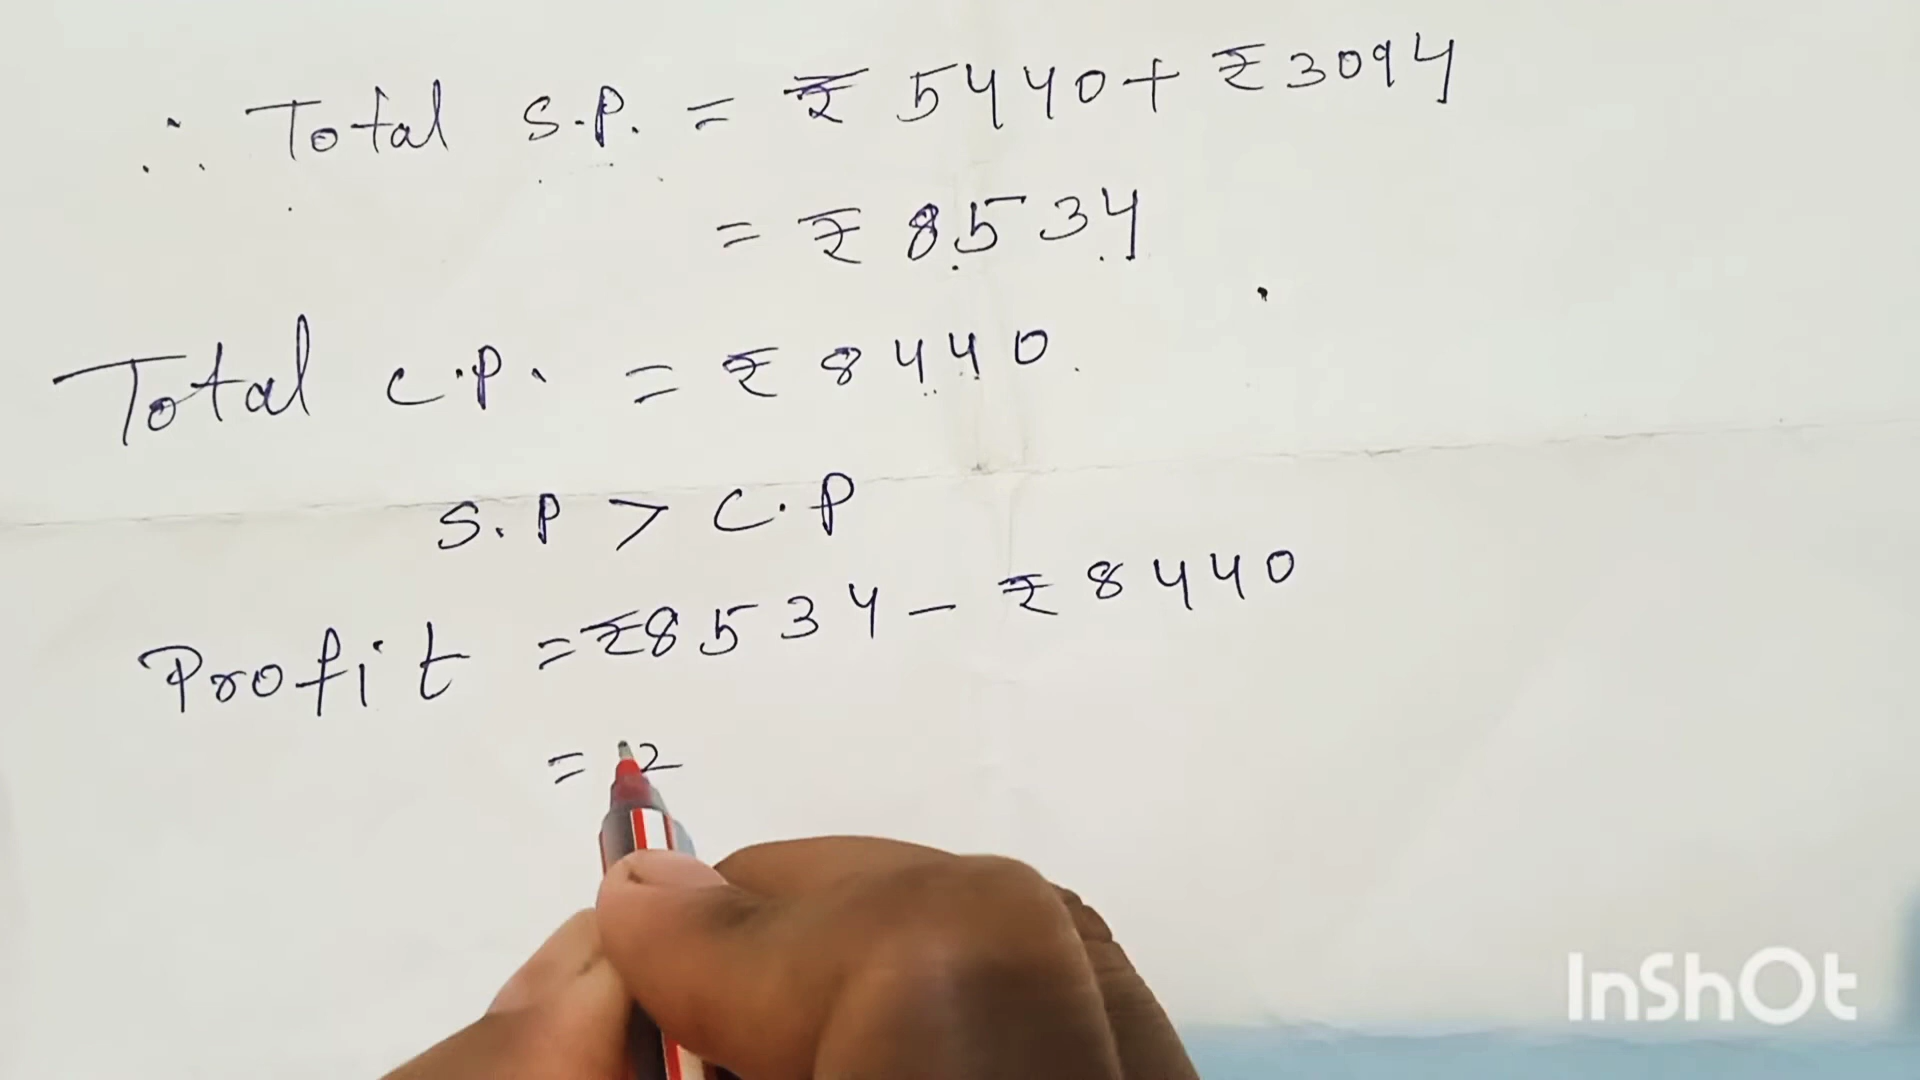 ∴ Total S.P. = ₹ 5440 + ₹ 3094
= ₹ 8534
Total C.P. = ₹ 8440
S.P > C.P
Profit = ₹8534 - ₹ 8440
=
InShOt